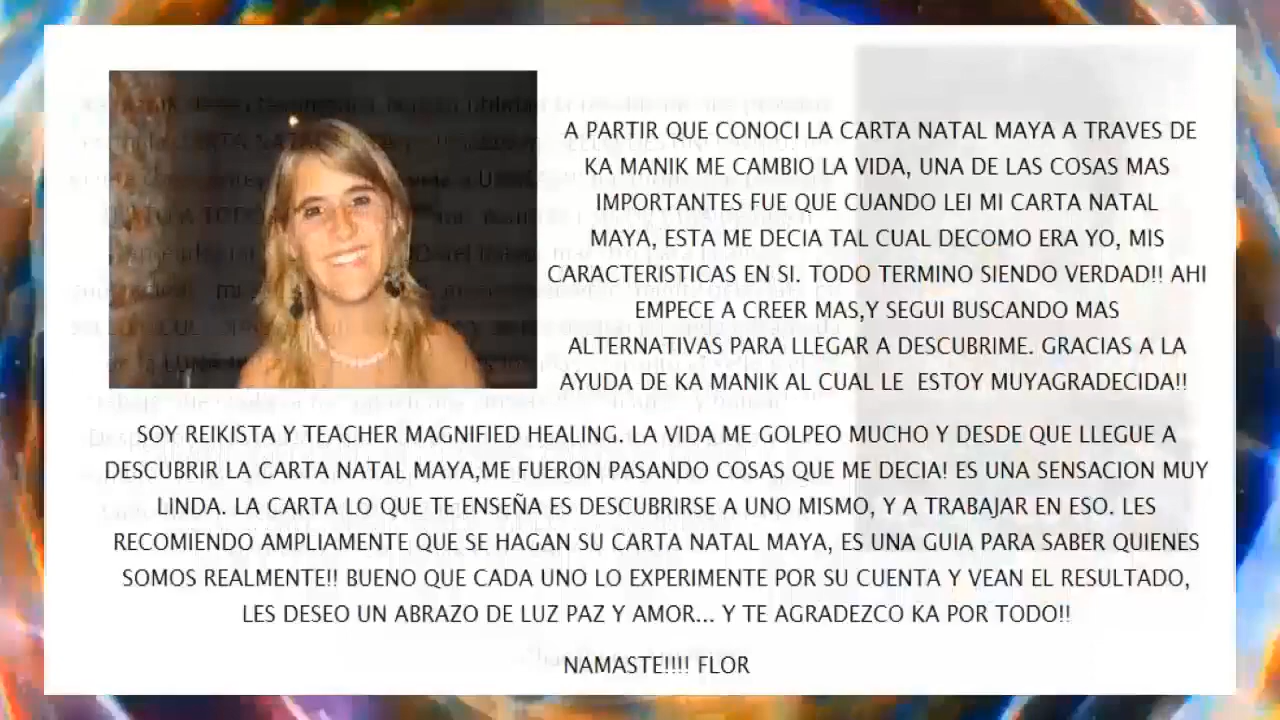 A PARTIR QUE CONOCI LA CARTA NATAL MAYA A TRAVES DE
KA MANIK ME CAMBIO LA VIDA, UNA DE LAS COSAS MAS
IMPORTANTES FUE QUE CUANDO LEI MI CARTA NATAL
MAYA, ESTA ME DECIA TAL CUAL DECOMO ERA YO, MIS
CARACTERISTICAS EN SI. TODO TERMINO SIENDO VERDAD!! AHI
EMPECE A CREER MAS,Y SEGUI BUSCANDO MAS
ALTERNATIVAS PARA LLEGAR A DESCUBRIME. GRACIAS A LA
AYUDA DE KA MANIK AL CUAL LE ESTOY MUYAGRADECIDA!!
SOY REIKISTA Y TEACHER MAGNIFIED HEALING. LA VIDA ME GOLPEO MUCHO Y DESDE QUE LLEGUE A
DESCUBRIR LA CARTA NATAL MAYA,ME FUERON PASANDO COSAS QUE ME DECIA! ES UNA SENSACION MUY
LINDA. LA CARTA LO QUE TE ENSEÑA ES DESCUBRIRSE A UNO MISMO, Y A TRABAJAR EN ESO. LES
RECOMIENDO AMPLIAMENTE QUE SE HAGAN SU CARTA NATAL MAYA, ES UNA GUIA PARA SABER QUIENES
SOMOS REALMENTE!! BUENO QUE CADA UNO LO EXPERIMENTE POR SU CUENTA Y VEAN EL RESULTADO,
LES DESEO UN ABRAZO DE LUZ PAZ Y AMOR... Y TE AGRADEZCO KA POR TODO!!
NAMASTE!!!! FLOR